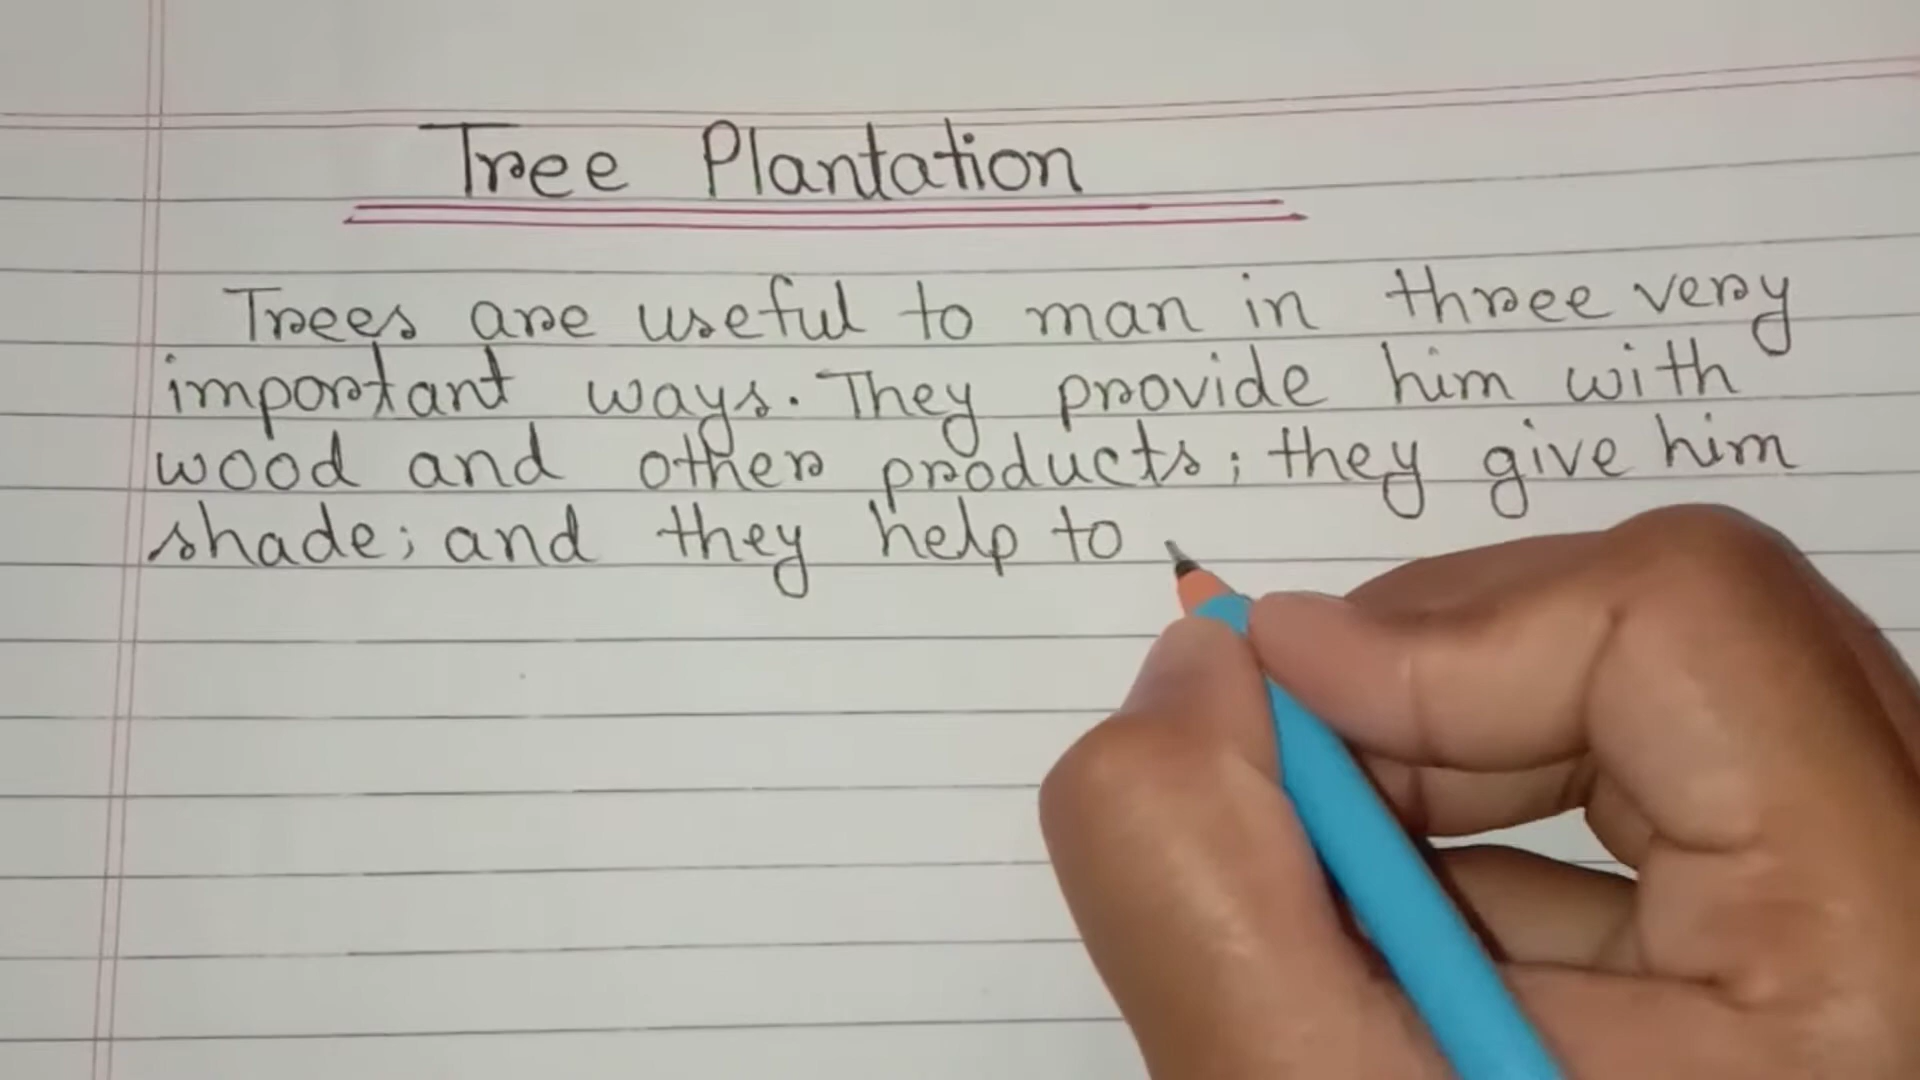 Tree Plantation
Trees are useful to man in three very
important ways. They provide him with
wood and other products; they give him
shade; and they help to